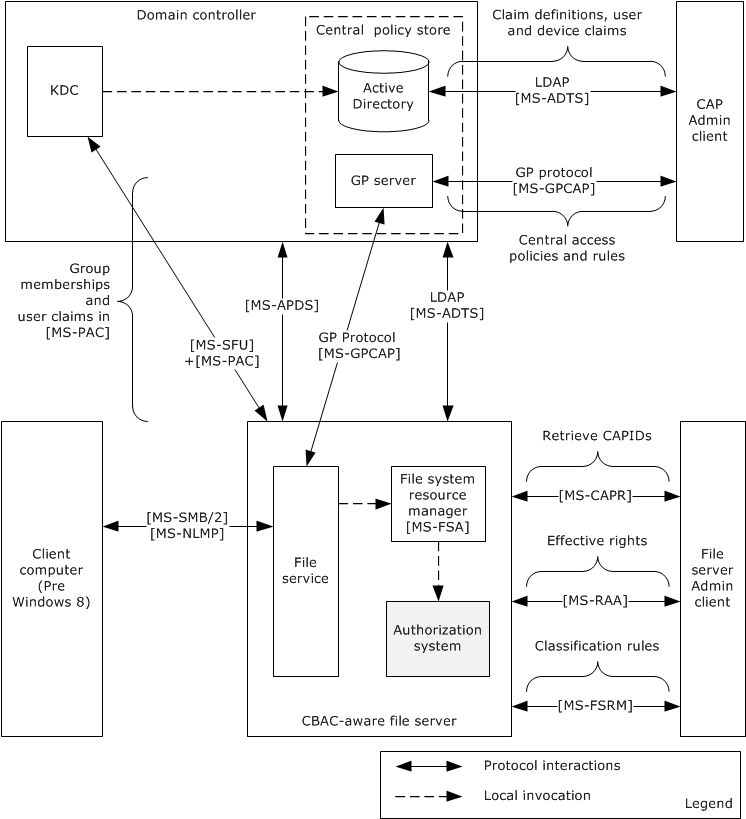 Domain controller
Central policy store
Claim definitions, user
and device claims
KDC
Active
Directory
LDAP
[MS-ADTS]
CAP
Admin
client
GP server
GP protocol
[MS-GPCAP]
Central access
policies and rules
Group
memberships
and
user claims in
[MS-PAC]
[MS-APDS]
LDAP
[MS-ADTS]
[MS-SFU]
+[MS-PAC]
GP Protocol
[MS-GPCAP]
Client
computer
(Pre
Windows 8)
[MS-SMB/2]
[MS-NLMP]
File
service
File system
resource
manager
[MS-FSA]
Authorization
system
CBAC-aware file server
Retrieve CAPIDs
[MS-CAPR]
Effective rights
[MS-RAA]
Classification rules
[MS-FSRM]
File
server
Admin
client
Protocol interactions
Local invocation
Legend